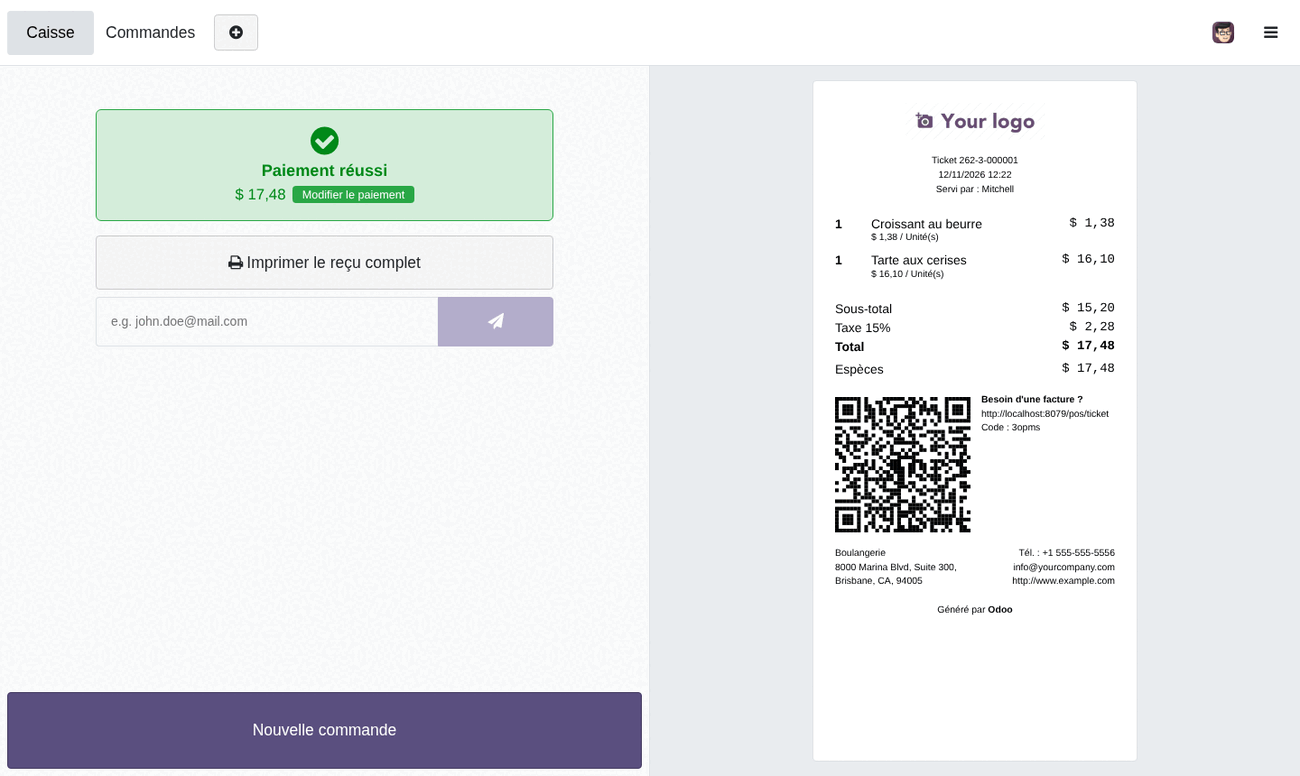 Caisse Commandes
Paiement réussi
$ 17,48 Modifier le paiement
Imprimer le reçu complet
e.g. john.doe@mail.com
Nouvelle commande
Your logo
Ticket 262-3-000001
12/11/2026 12:22
Servi par : Mitchell
1 Croissant au beurre $ 1,38
$ 1,38 / Unité(s)
1 Tarte aux cerises $ 16,10
$ 16,10 / Unité(s)
Sous-total $ 15,20
Taxe 15% $ 2,28
Total $ 17,48
Espèces $ 17,48
Besoin d'une facture ?
http://localhost:8079/pos/ticket
Code : 3opms
Boulangerie Tél. : +1 555-555-5556
8000 Marina Blvd, Suite 300, info@yourcompany.com
Brisbane, CA, 94005 http://www.example.com
Généré par Odoo